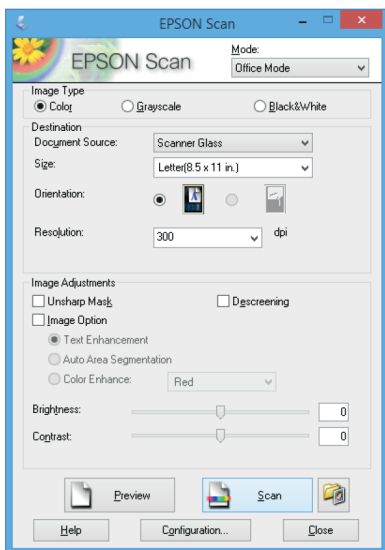 EPSON Scan
EPSON Scan
Mode:
Office Mode
Image Type
Color Grayscale Black&White
Destination
Document Source: Scanner Glass
Size: Letter(8.5 x 11 in.)
Orientation:
Resolution: 300 dpi
Image Adjustments
Unsharp Mask Descreening
Image Option
Text Enhancement
Auto Area Segmentation
Color Enhance: Red
Brightness: 0
Contrast: 0
Preview Scan
Help Configuration... Close